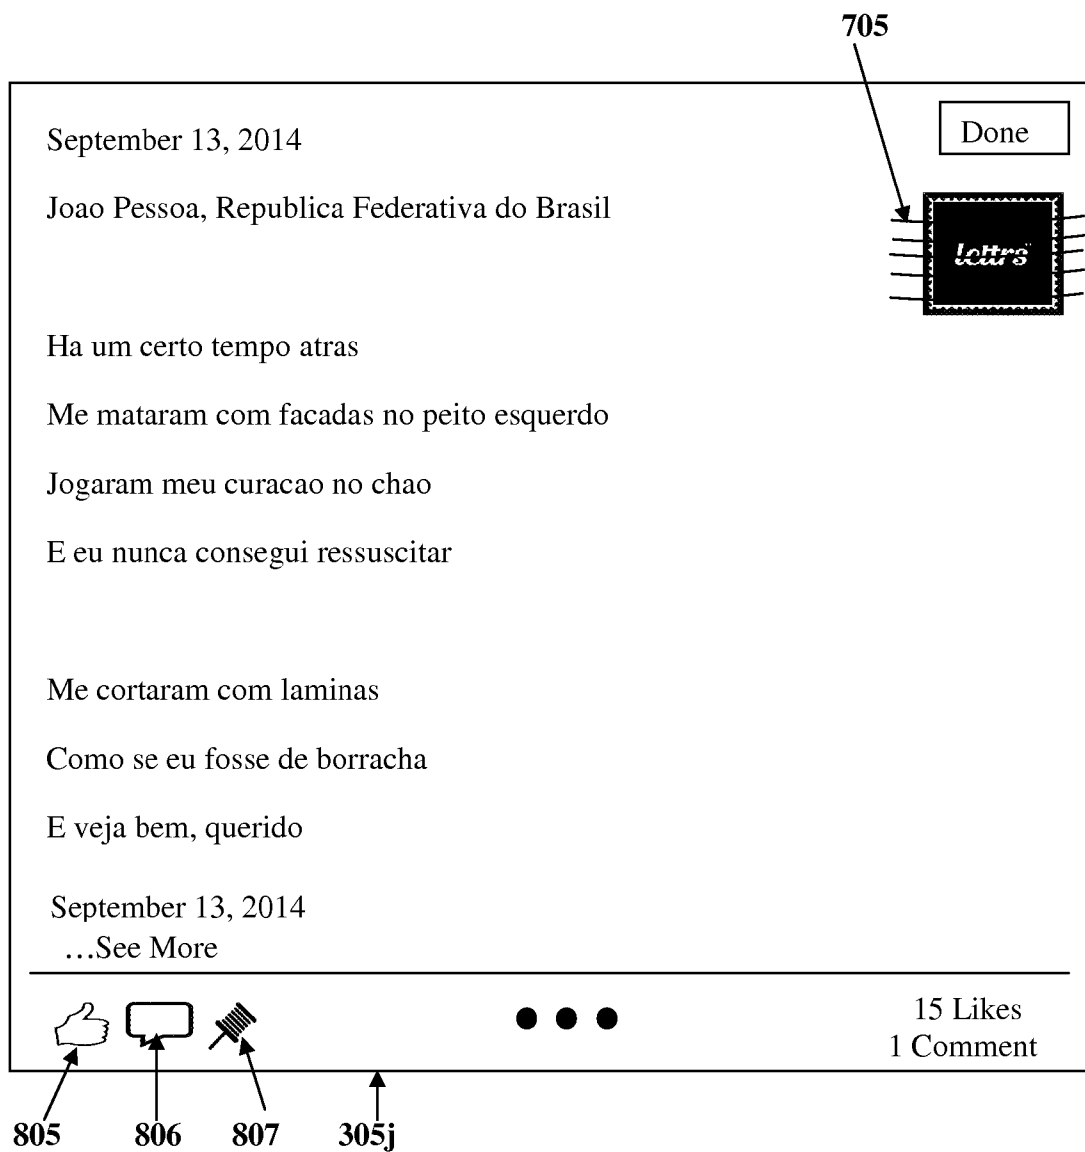 705
September 13, 2014
Done
Joao Pessoa, Republica Federativa do Brasil
lettrs™
Ha um certo tempo atras
Me mataram com facadas no peito esquerdo
Jogaram meu curacao no chao
E eu nunca consegui ressuscitar
Me cortaram com laminas
Como se eu fosse de borracha
E veja bem, querido
September 13, 2014
...See More
15 Likes
1 Comment
805 806 807 305j